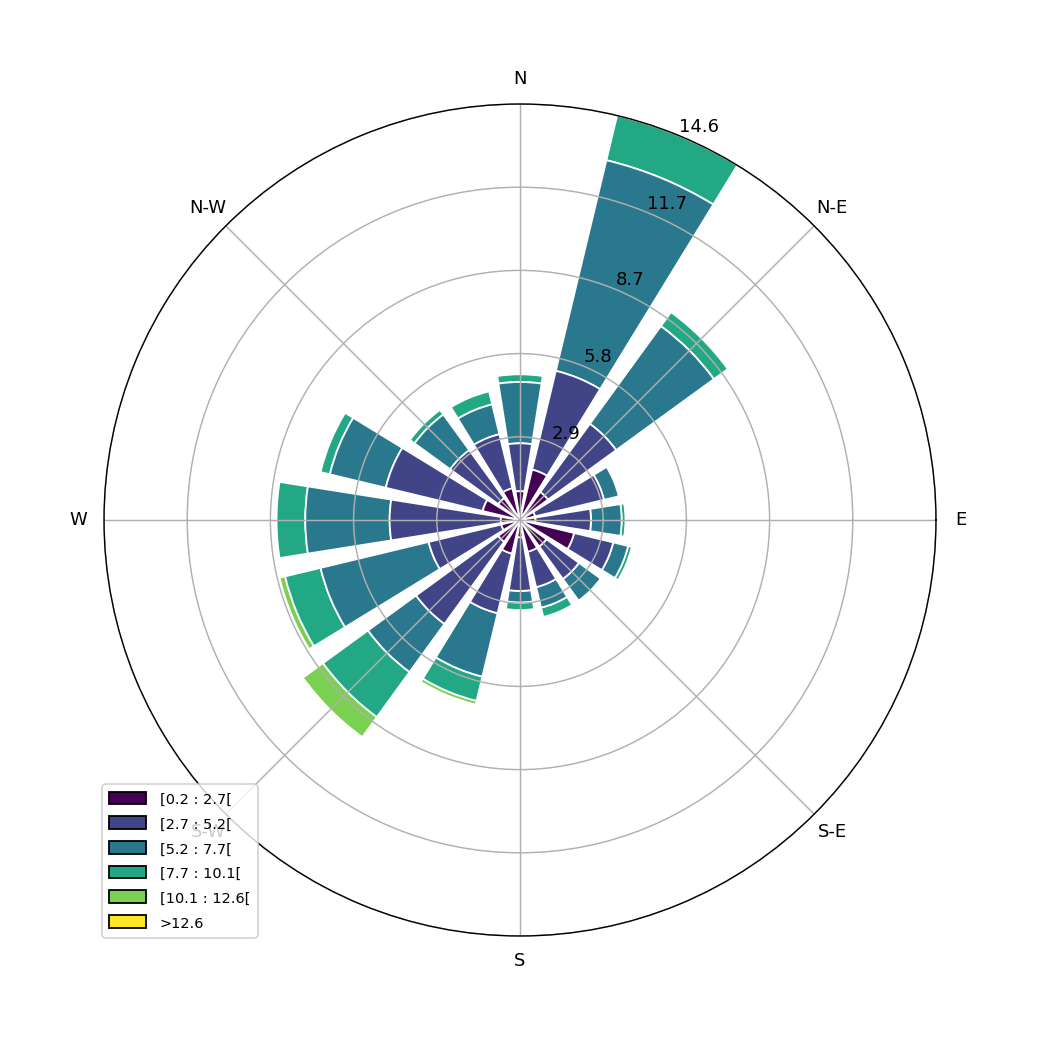 N
14.6
N-W
11.7
N-E
8.7
5.8
2.9
W
E
[0.2 : 2.7[
[2.7 : 5.2[
S-W
S-E
[5.2 : 7.7[
[7.7 : 10.1[
[10.1 : 12.6[
>12.6
S